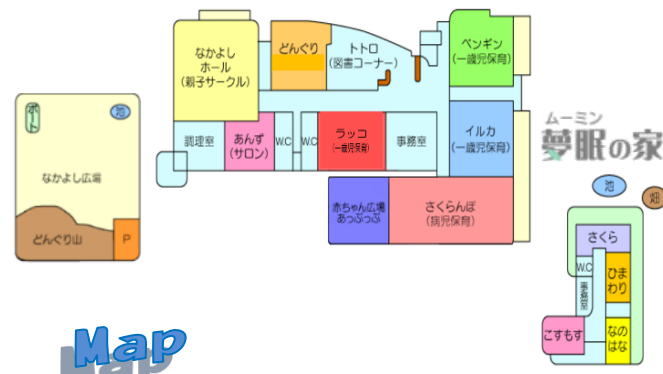 なかよし
ホール
(親子サークル)
どんぐり
トトロ
(図書コーナー)
ペンギン
(一歳児保育)
ボート
池
なかよし広場
どんぐり山
P
調理室
あんず
(サロン)
W.C
W.C
ラッコ
(一歳児保育)
事務室
イルカ
(一歳児保育)
赤ちゃん広場
あっぷっぷ
さくらんぼ
(病児保育)
ムーミン
夢眠の家
池
畑
さくら
W.C
ひま
わり
事務室
こすもす
なの
はな
Map